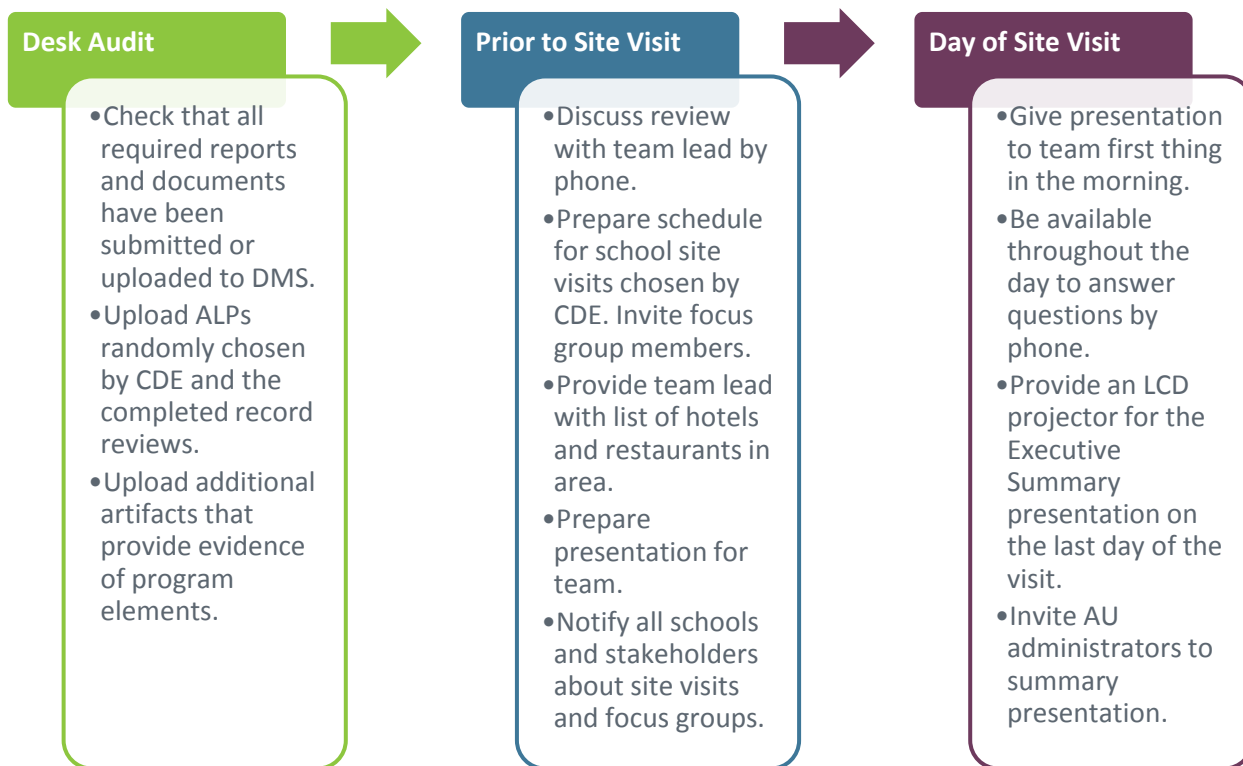 Desk Audit
•Check that all
required reports
and documents
have been
submitted or
uploaded to DMS.
•Upload ALPs
randomly chosen
by CDE and the
completed record
reviews.
•Upload additional
artifacts that
provide evidence
of program
elements.
Prior to Site Visit
•Discuss review
with team lead by
phone.
•Prepare schedule
for school site
visits chosen by
CDE. Invite focus
group members.
•Provide team lead
with list of hotels
and restaurants in
area.
•Prepare
presentation for
team.
•Notify all schools
and stakeholders
about site visits
and focus groups.
Day of Site Visit
•Give presentation
to team first thing
in the morning.
•Be available
throughout the
day to answer
questions by
phone.
•Provide an LCD
projector for the
Executive
Summary
presentation on
the last day of the
visit.
•Invite AU
administrators to
summary
presentation.